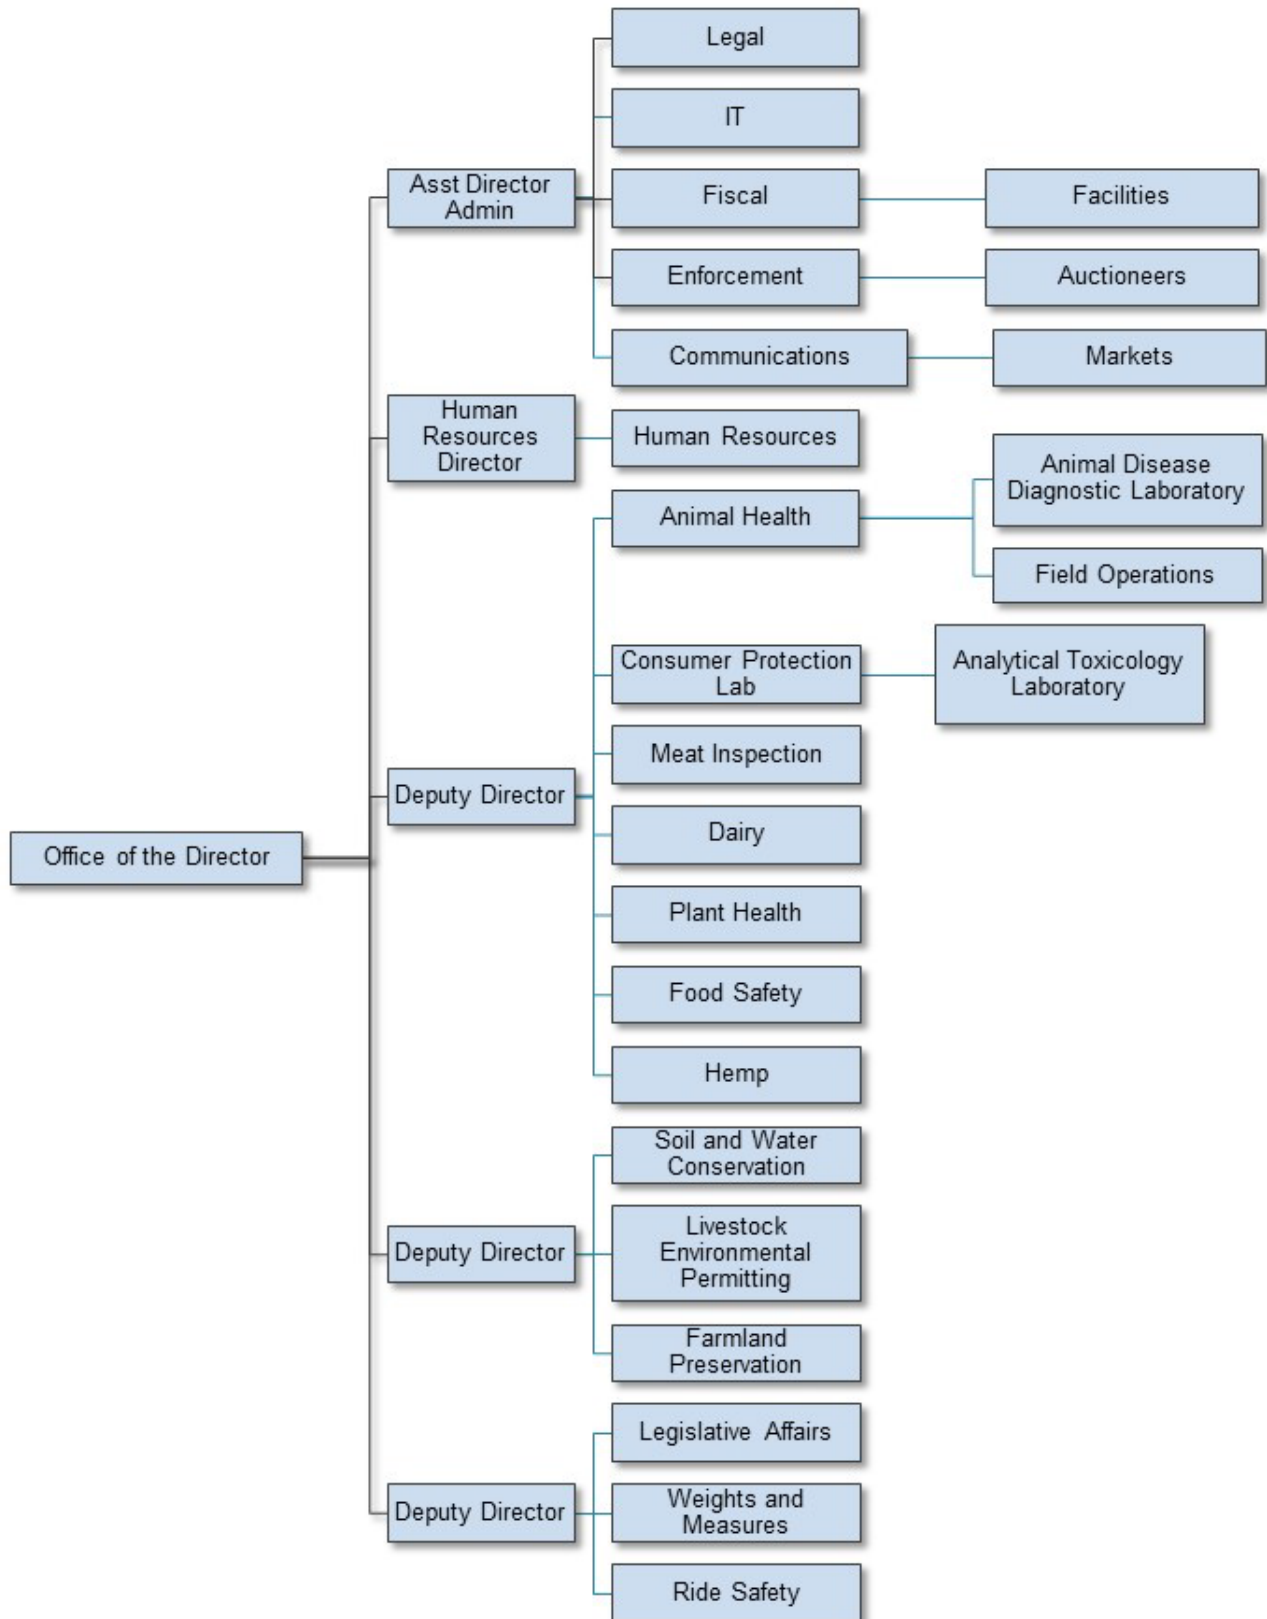 Legal
IT
Asst Director
Admin
Fiscal
Facilities
Enforcement
Auctioneers
Communications
Markets
Human
Resources
Director
Human Resources
Animal Health
Animal Disease
Diagnostic Laboratory
Field Operations
Consumer Protection
Lab
Analytical Toxicology
Laboratory
Meat Inspection
Deputy Director
Dairy
Office of the Director
Plant Health
Food Safety
Hemp
Soil and Water
Conservation
Deputy Director
Livestock
Environmental
Permitting
Farmland
Preservation
Legislative Affairs
Deputy Director
Weights and
Measures
Ride Safety